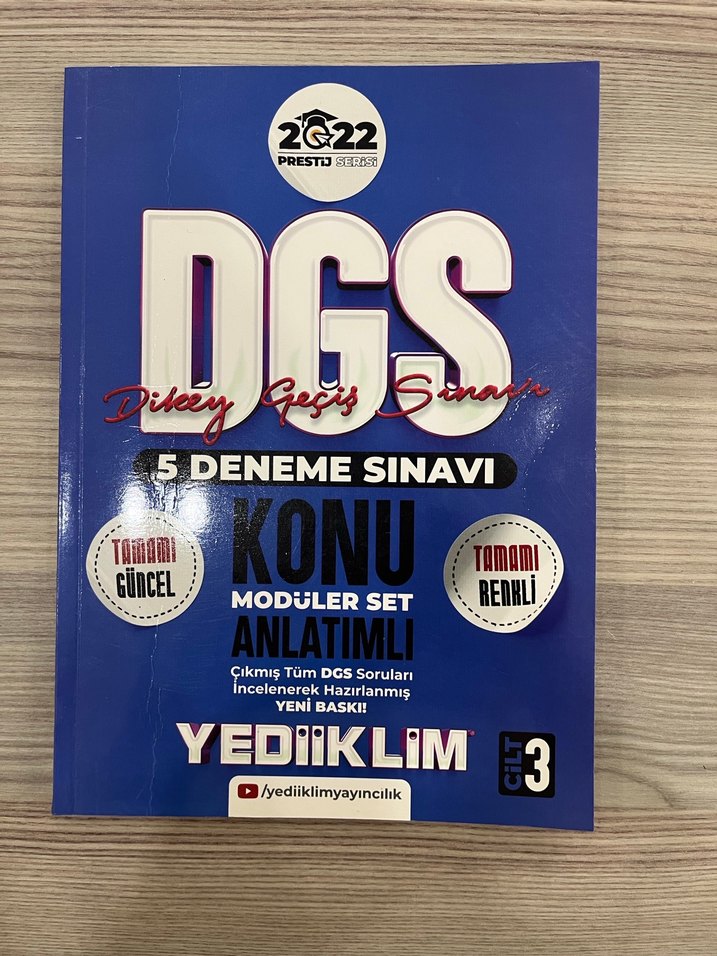 2022
PRESTİJ SERİSİ
DGS
Dikey Geçiş Sınavı
5 DENEME SINAVI
TAMAMI
GÜNCEL
KONU
MODÜLER SET
ANLATIMLI
TAMAMI
RENKLİ
Çıkmış Tüm DGS Soruları
İncelenerek Hazırlanmış
YENİ BASKI!
YEDİİKLİM
CİLT 3
/yediiklimyayıncılık